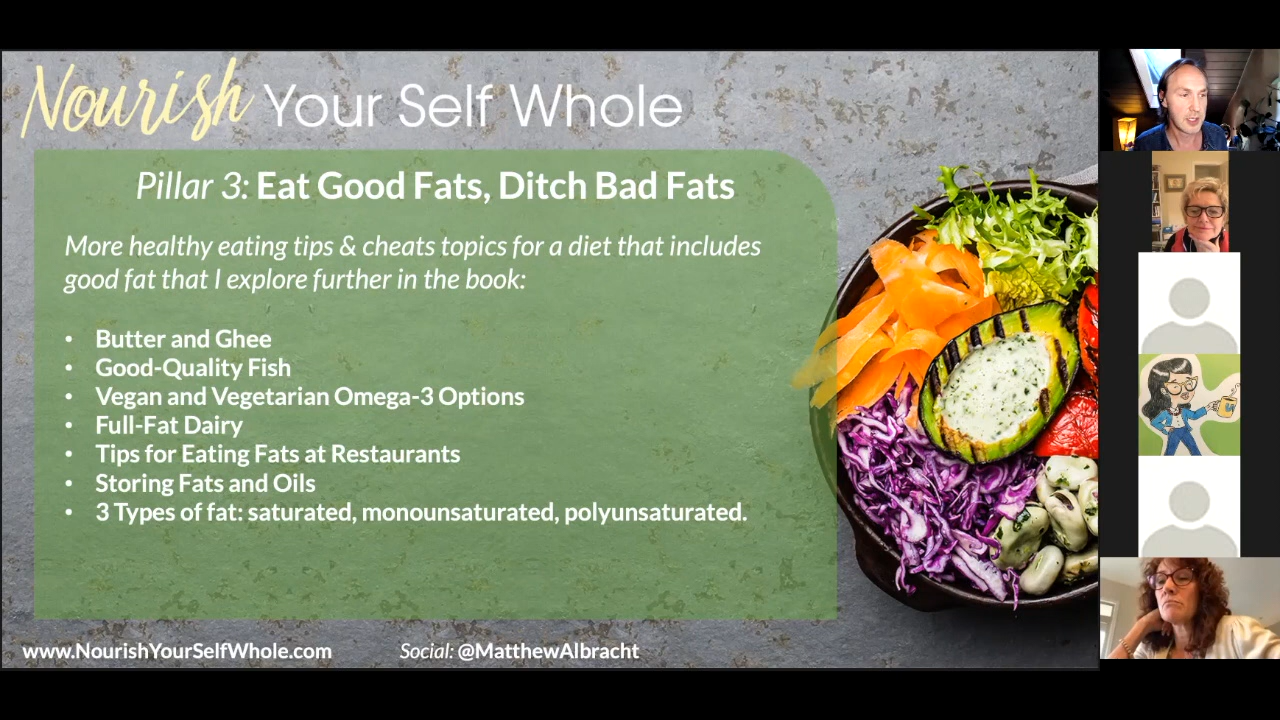 Nourish Your Self Whole
Pillar 3: Eat Good Fats, Ditch Bad Fats
More healthy eating tips & cheats topics for a diet that includes
good fat that I explore further in the book:
• Butter and Ghee
• Good-Quality Fish
• Vegan and Vegetarian Omega-3 Options
• Full-Fat Dairy
• Tips for Eating Fats at Restaurants
• Storing Fats and Oils
• 3 Types of fat: saturated, monounsaturated, polyunsaturated.
www.NourishYourSelfWhole.com
Social: @MatthewAlbracht